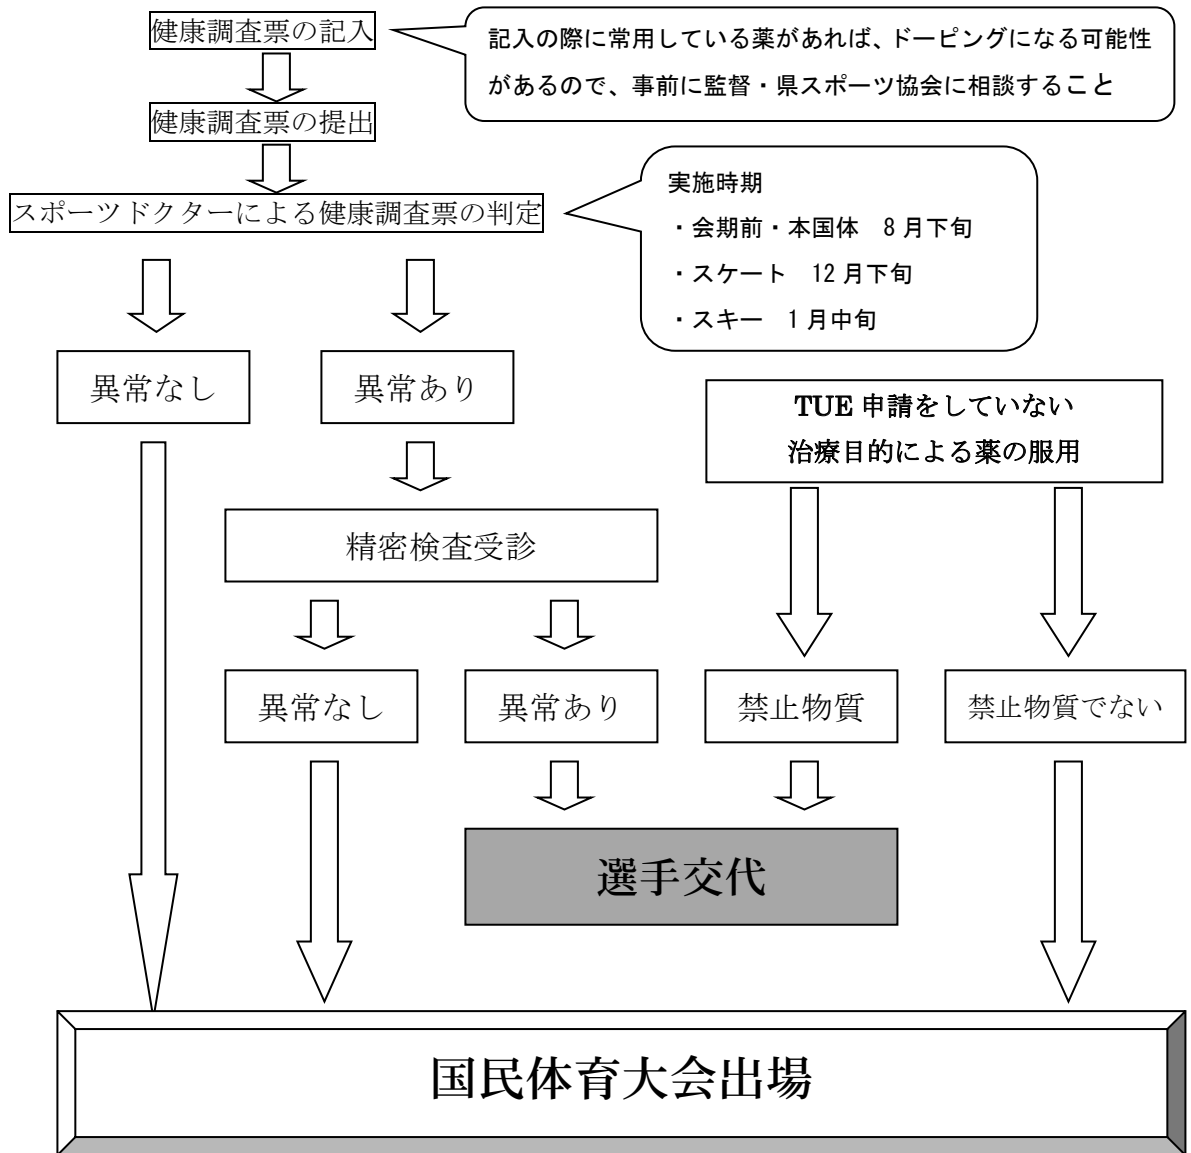 健康調査票の記入
記入の際に常用している薬があれば、ドーピングになる可能性
があるので、事前に監督・県スポーツ協会に相談すること
健康調査票の提出
スポーツドクターによる健康調査票の判定
実施時期
・会期前・本国体　8月下旬
・スケート　12月下旬
・スキー　1月中旬
異常なし
異常あり
TUE 申請をしていない
治療目的による薬の服用
精密検査受診
異常なし
異常あり
禁止物質
禁止物質でない
選手交代
国民体育大会出場